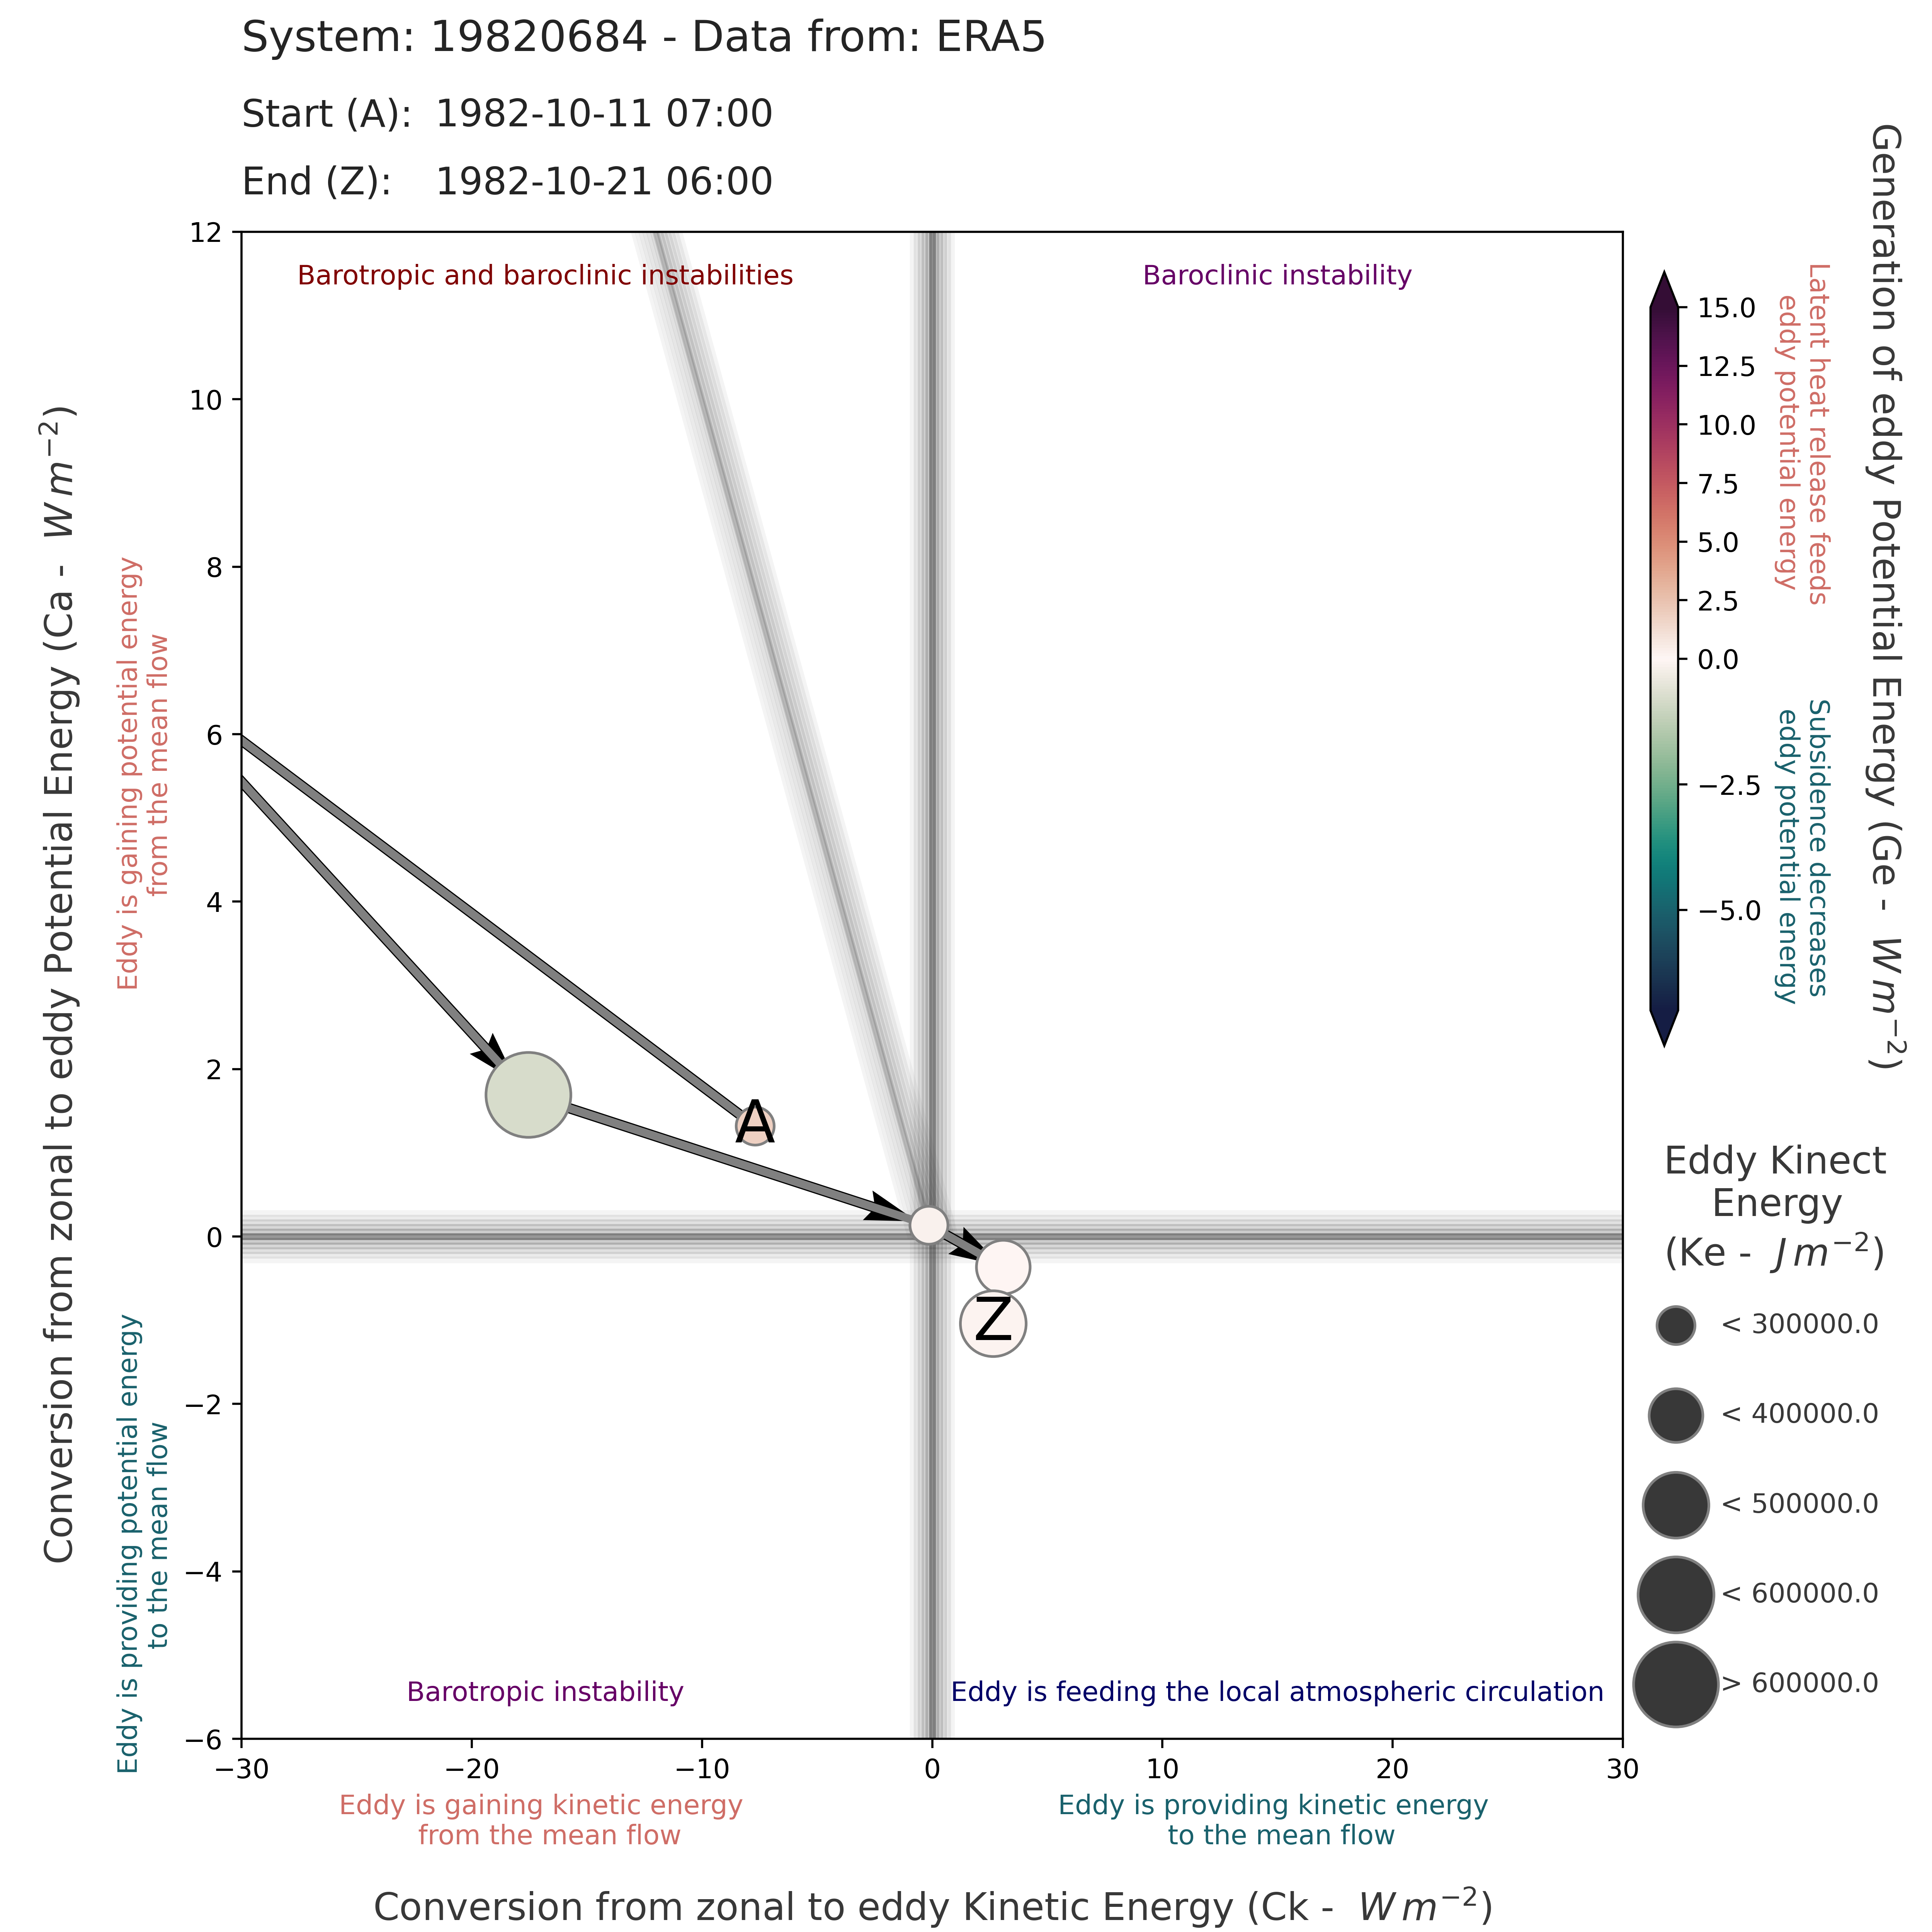 System: 19820684 - Data from: ERA5
Start (A): 1982-10-11 07:00
End (Z): 1982-10-21 06:00
Barotropic and baroclinic instabilities
Baroclinic instability
Barotropic instability
Eddy is feeding the local atmospheric circulation
A
Z
12
10
8
6
4
2
0
−2
−4
−6
−30
−20
−10
0
10
20
30
Conversion from zonal to eddy Potential Energy (Ca - W m⁻²)
Eddy is gaining potential energy
from the mean flow
Eddy is providing potential energy
to the mean flow
Eddy is gaining kinetic energy
from the mean flow
Eddy is providing kinetic energy
to the mean flow
Conversion from zonal to eddy Kinetic Energy (Ck - W m⁻²)
15.0
12.5
10.0
7.5
5.0
2.5
0.0
−2.5
−5.0
Latent heat release feeds
eddy potential energy
Subsidence decreases
eddy potential energy
Generation of eddy Potential Energy (Ge - W m⁻²)
Eddy Kinect
Energy
(Ke - J m⁻²)
< 300000.0
< 400000.0
< 500000.0
< 600000.0
> 600000.0